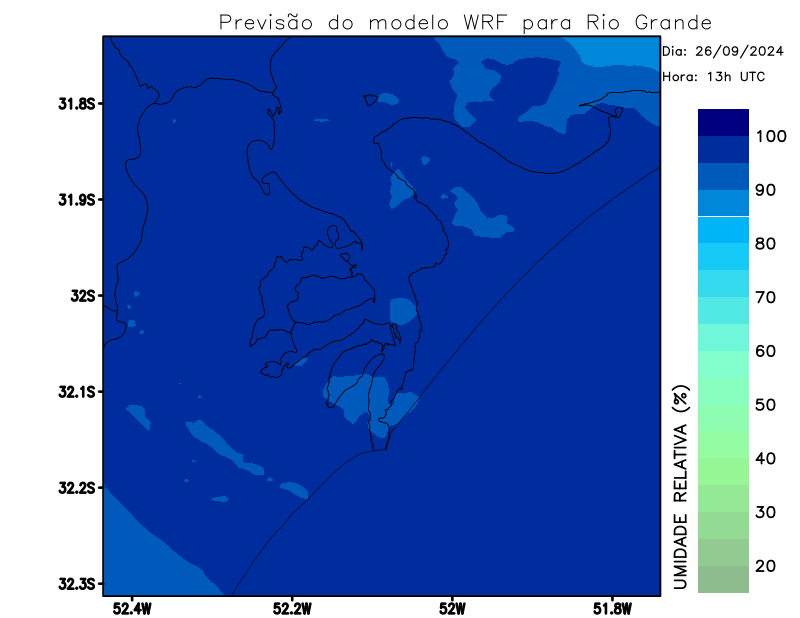 Previsão do modelo WRF para Rio Grande
Dia: 26/09/2024
Hora: 13h UTC
31.8S
31.9S
32S
32.1S
32.2S
32.3S
52.4W
52.2W
52W
51.8W
100
90
80
70
60
50
40
30
20
UMIDADE RELATIVA (%)